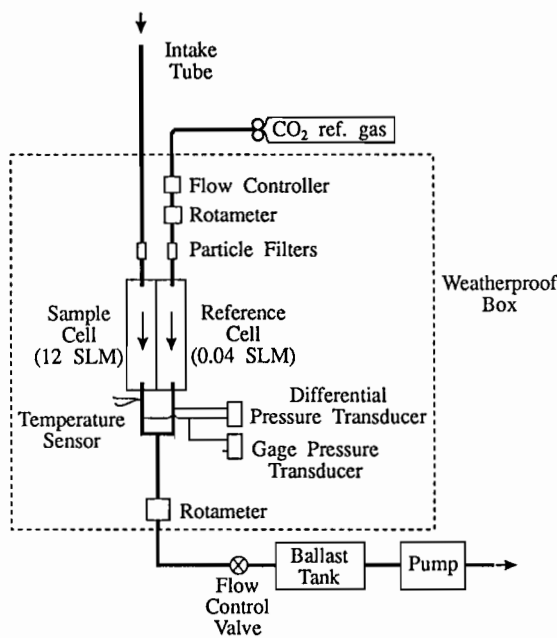 Intake
Tube
CO₂ ref. gas
Flow Controller
Rotameter
Particle Filters
Weatherproof
Box
Sample
Cell
(12 SLM)
Reference
Cell
(0.04 SLM)
Temperature
Sensor
Differential
Pressure Transducer
Gage Pressure
Transducer
Rotameter
Ballast
Tank
Pump
Flow
Control
Valve